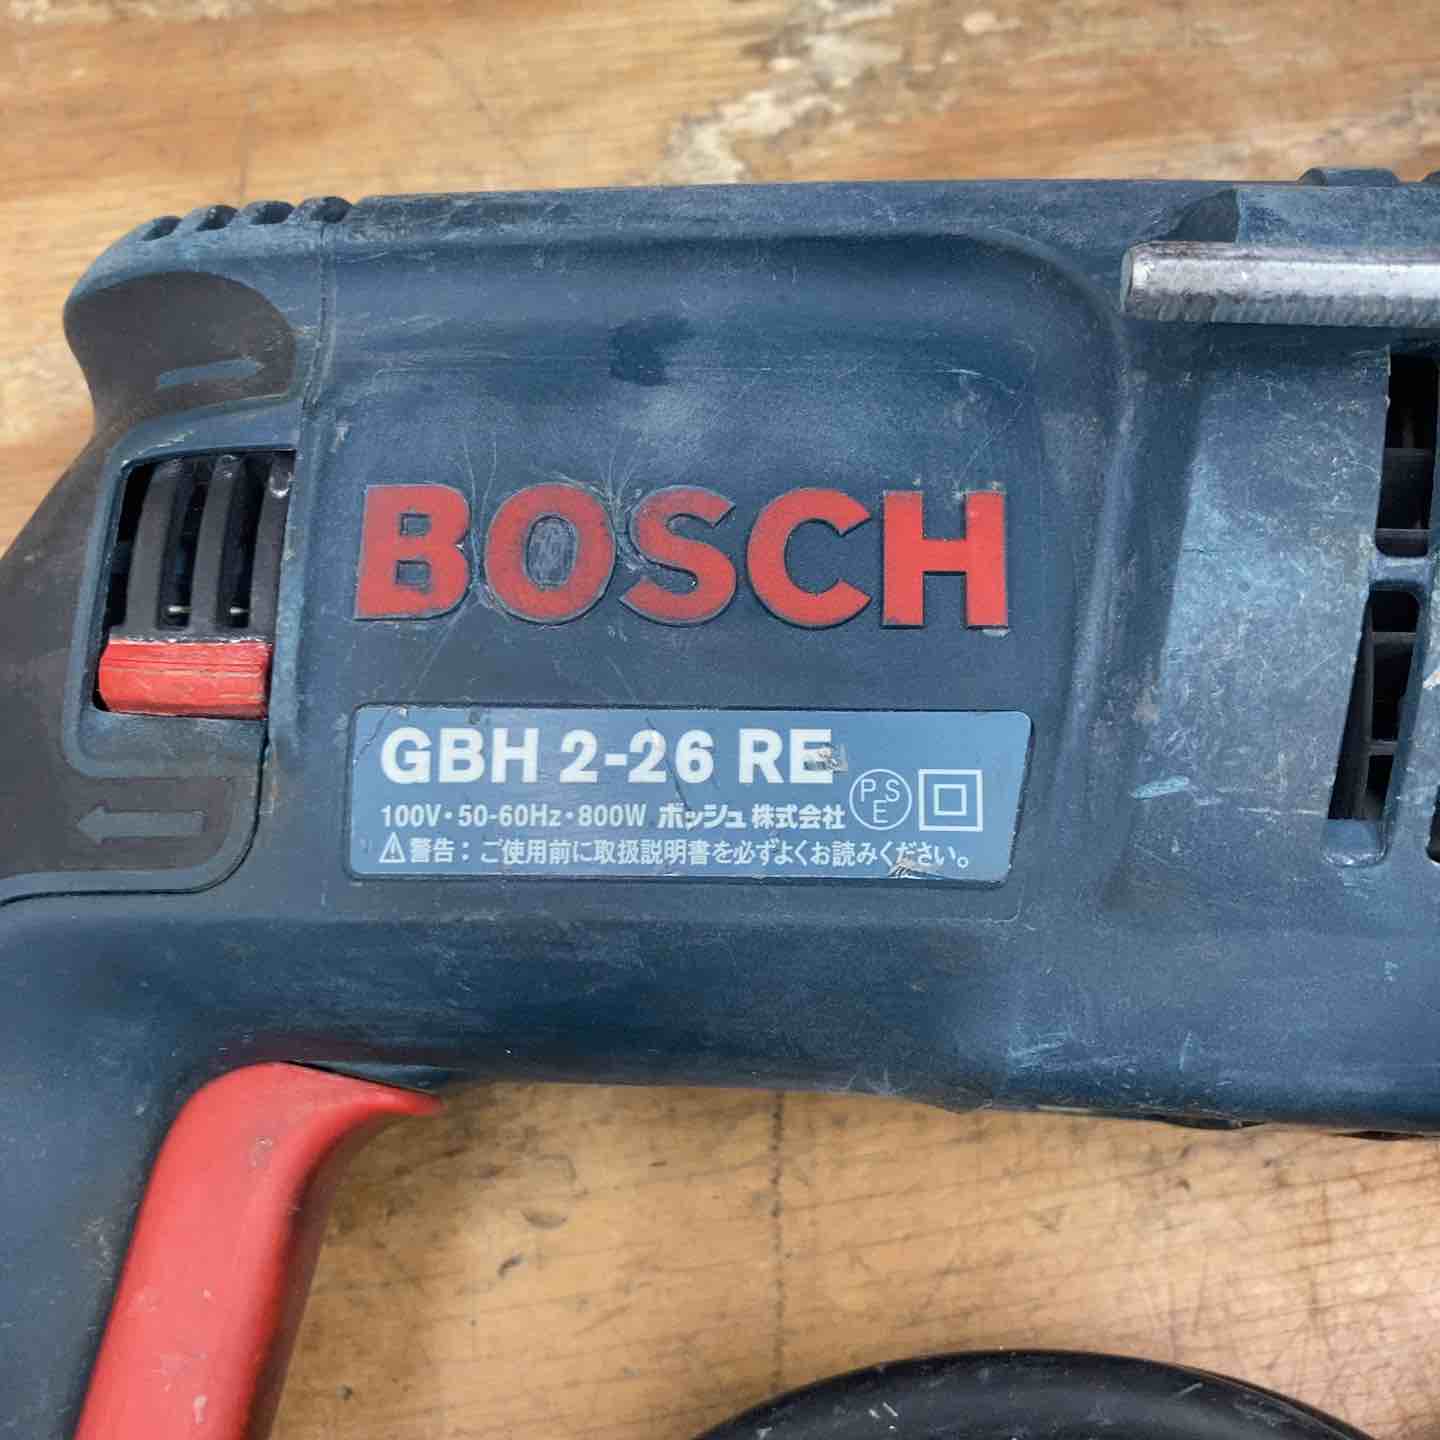 BOSCH
GBH 2-26 RE
100V・50-60Hz・800W ボッシュ 株式会社 PSE
警告：ご使用前に取扱説明書を必ずよくお読みください。